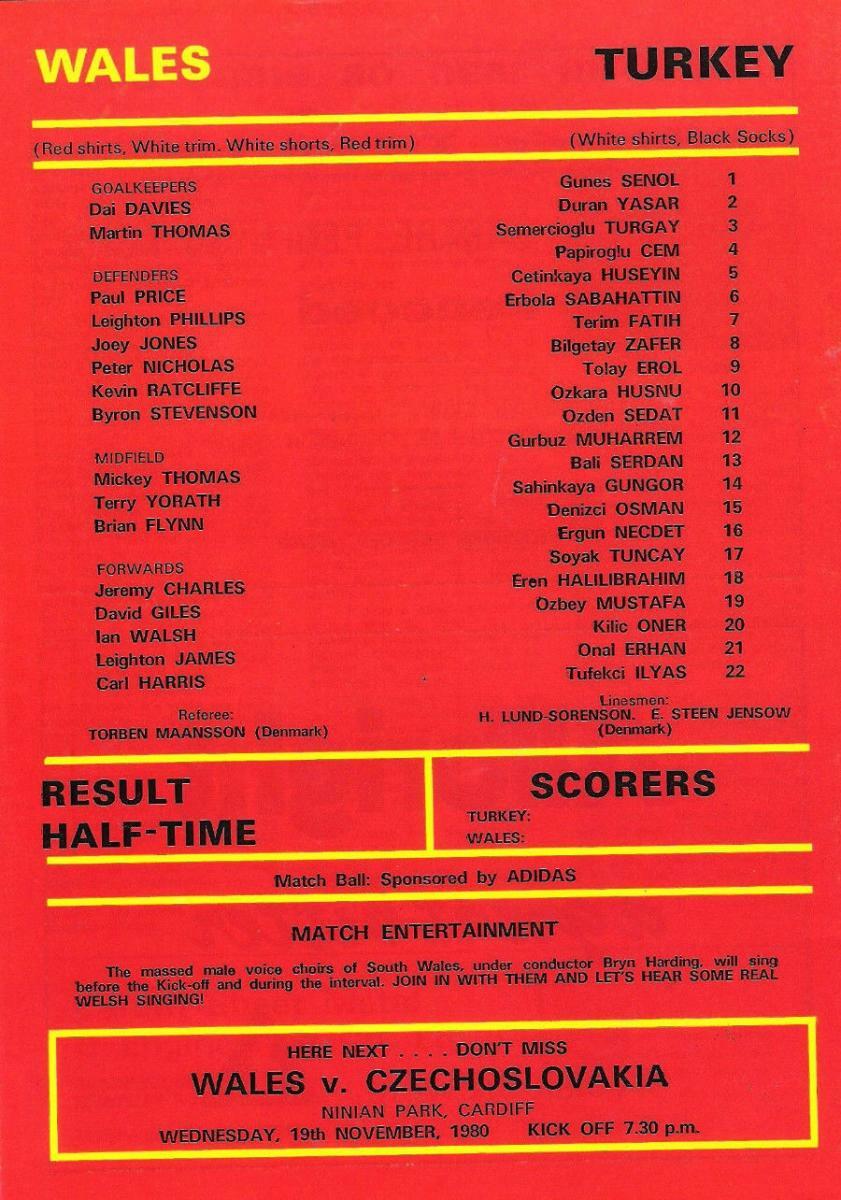 WALES
TURKEY
(Red shirts, White trim. White shorts, Red trim)
(White shirts, Black Socks)
GOALKEEPERS
Dai DAVIES
Martin THOMAS
DEFENDERS
Paul PRICE
Leighton PHILLIPS
Joey JONES
Peter NICHOLAS
Kevin RATCLIFFE
Byron STEVENSON
MIDFIELD
Mickey THOMAS
Terry YORATH
Brian FLYNN
FORWARDS
Jeremy CHARLES
David GILES
Ian WALSH
Leighton JAMES
Carl HARRIS
Referee:
TORBEN MAANSSON (Denmark)
Gunes SENOL 1
Duran YASAR 2
Semercioglu TURGAY 3
Papiroglu CEM 4
Cetinkaya HUSEYIN 5
Erbola SABAHATTIN 6
Terim FATIH 7
Bilgetay ZAFER 8
Tolay EROL 9
Ozkara HUSNU 10
Ozden SEDAT 11
Gurbuz MUHARREM 12
Bali SERDAN 13
Sahinkaya GUNGOR 14
Denizci OSMAN 15
Ergun NECDET 16
Soyak TUNCAY 17
Eren HALILIBRAHIM 18
Ozbey MUSTAFA 19
Kilic ONER 20
Onal ERHAN 21
Tufekci ILYAS 22
Linesmen:
H. LUND-SORENSON. E. STEEN JENSOW
(Denmark)
RESULT
HALF-TIME
SCORERS
TURKEY:
WALES:
Match Ball: Sponsored by ADIDAS
MATCH ENTERTAINMENT
The massed male voice choirs of South Wales, under conductor Bryn Harding, will sing
before the Kick-off and during the interval. JOIN IN WITH THEM AND LET'S HEAR SOME REAL
WELSH SINGING!
HERE NEXT . . . . DON'T MISS
WALES v. CZECHOSLOVAKIA
NINIAN PARK, CARDIFF
WEDNESDAY, 19th NOVEMBER, 1980 KICK OFF 7.30 p.m.